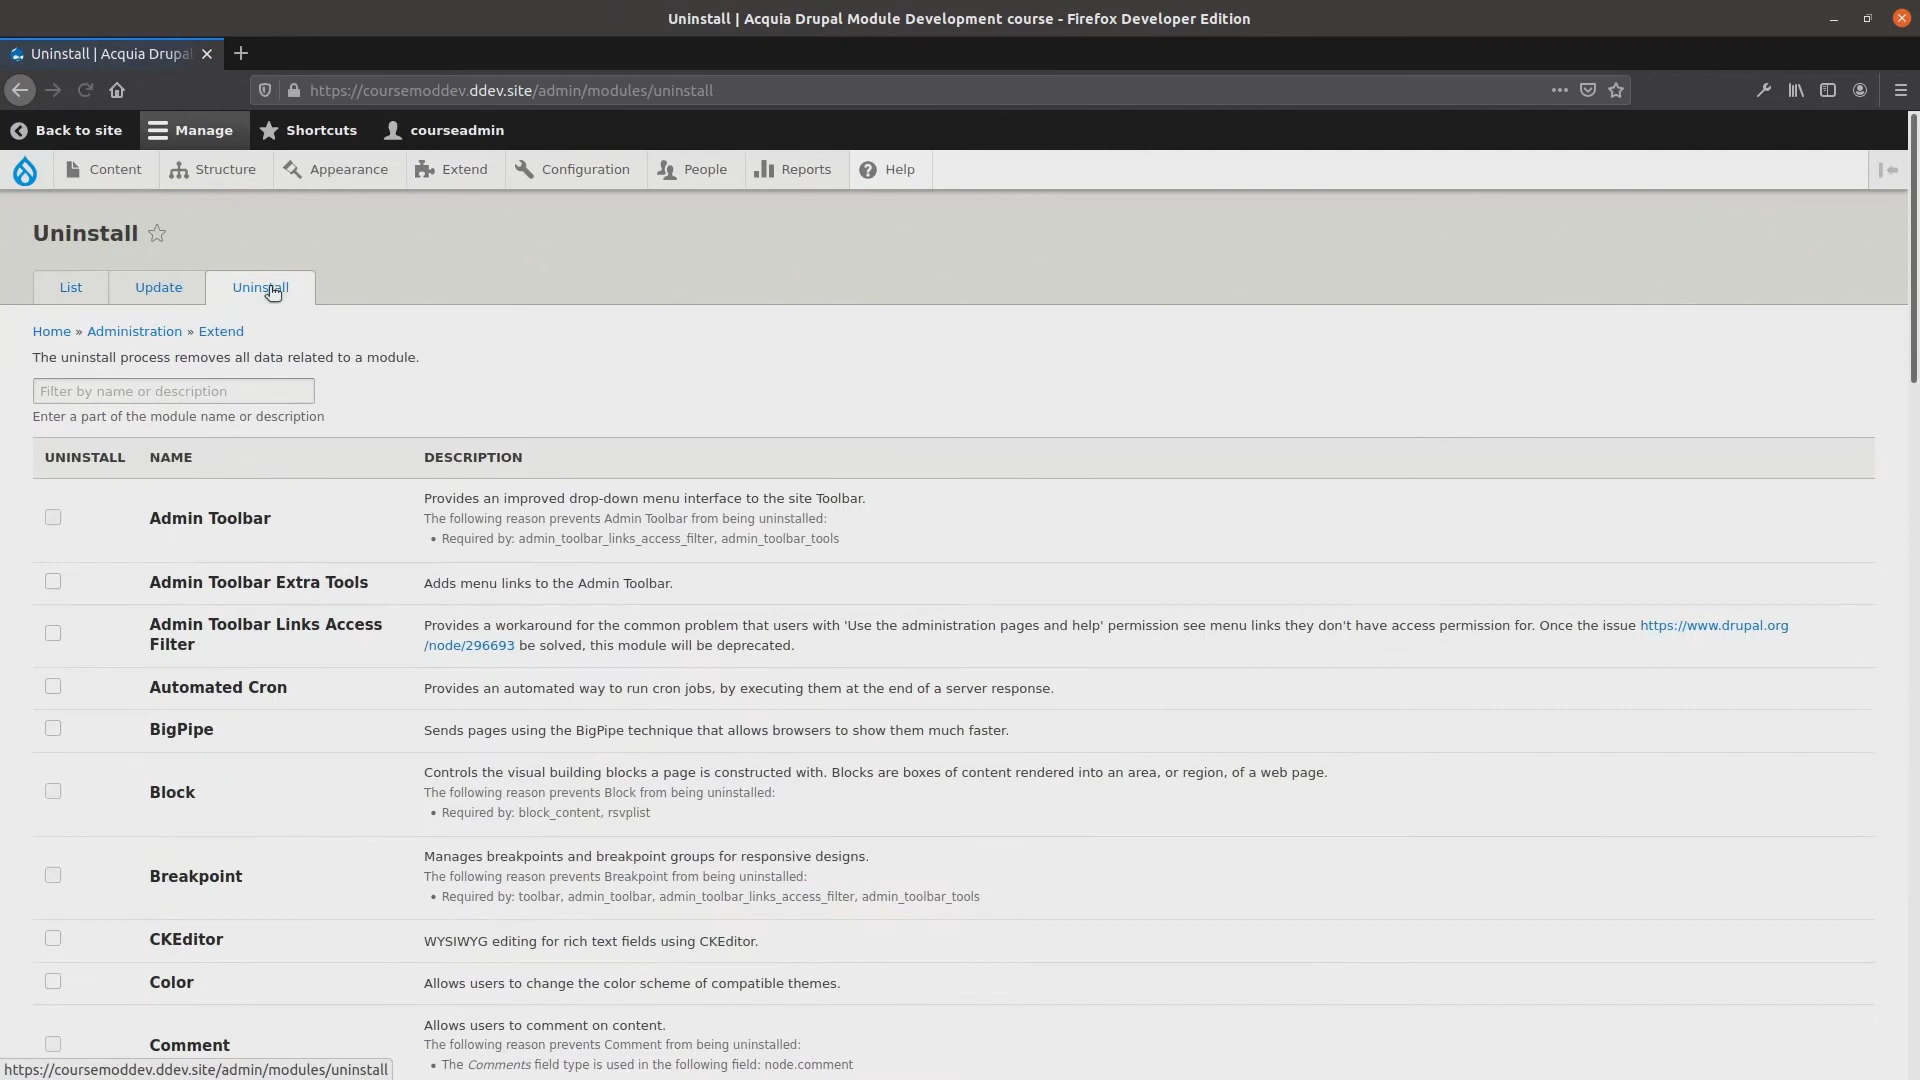 Uninstall | Acquia Drupal Module Development course - Firefox Developer Edition
Uninstall | Acquia Drupal
https://coursemoddev.ddev.site/admin/modules/uninstall
Back to site
Manage
Shortcuts
courseadmin
Content
Structure
Appearance
Extend
Configuration
People
Reports
Help
Uninstall
List
Update
Uninstall
Home » Administration » Extend
The uninstall process removes all data related to a module.
Filter by name or description
Enter a part of the module name or description
UNINSTALL NAME DESCRIPTION
Provides an improved drop-down menu interface to the site Toolbar.
Admin Toolbar
The following reason prevents Admin Toolbar from being uninstalled:
• Required by: admin_toolbar_links_access_filter, admin_toolbar_tools
Admin Toolbar Extra Tools
Adds menu links to the Admin Toolbar.
Admin Toolbar Links Access
Filter
Provides a workaround for the common problem that users with 'Use the administration pages and help' permission see menu links they don't have access permission for. Once the issue https://www.drupal.org
/node/296693 be solved, this module will be deprecated.
Automated Cron
Provides an automated way to run cron jobs, by executing them at the end of a server response.
BigPipe
Sends pages using the BigPipe technique that allows browsers to show them much faster.
Block
Controls the visual building blocks a page is constructed with. Blocks are boxes of content rendered into an area, or region, of a web page.
The following reason prevents Block from being uninstalled:
• Required by: block_content, rsvplist
Breakpoint
Manages breakpoints and breakpoint groups for responsive designs.
The following reason prevents Breakpoint from being uninstalled:
• Required by: toolbar, admin_toolbar, admin_toolbar_links_access_filter, admin_toolbar_tools
CKEditor
WYSIWYG editing for rich text fields using CKEditor.
Color
Allows users to change the color scheme of compatible themes.
Comment
Allows users to comment on content.
The following reason prevents Comment from being uninstalled:
• The Comments field type is used in the following field: node.comment
https://coursemoddev.ddev.site/admin/modules/uninstall